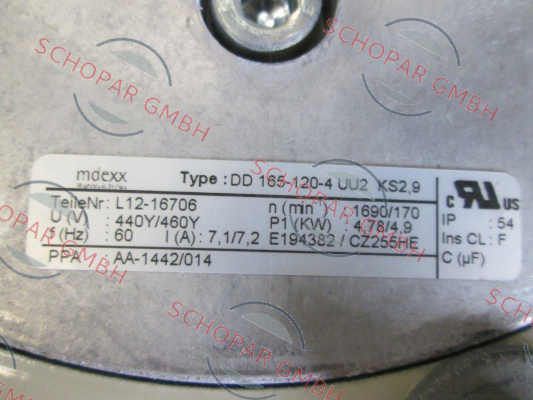 mdexx
Type : DD 165-120-4 UU2 KS2,9
TeileNr: L12-16706 n (min 1690/170
U (V) : 440Y/460Y P1 (KW) : 4,78/4,9
f (Hz) : 60 I (A) : 7,1/7,2 E194382 / CZ255HE
PPA : AA-1442/014
c US
IP : 54
Ins CL : F
C (µF)
SCHOPAR GMBH
SCHOPAR GMBH
SCHOPAR GMBH
SCHOPAR GMBH
SCHOPAR GMBH